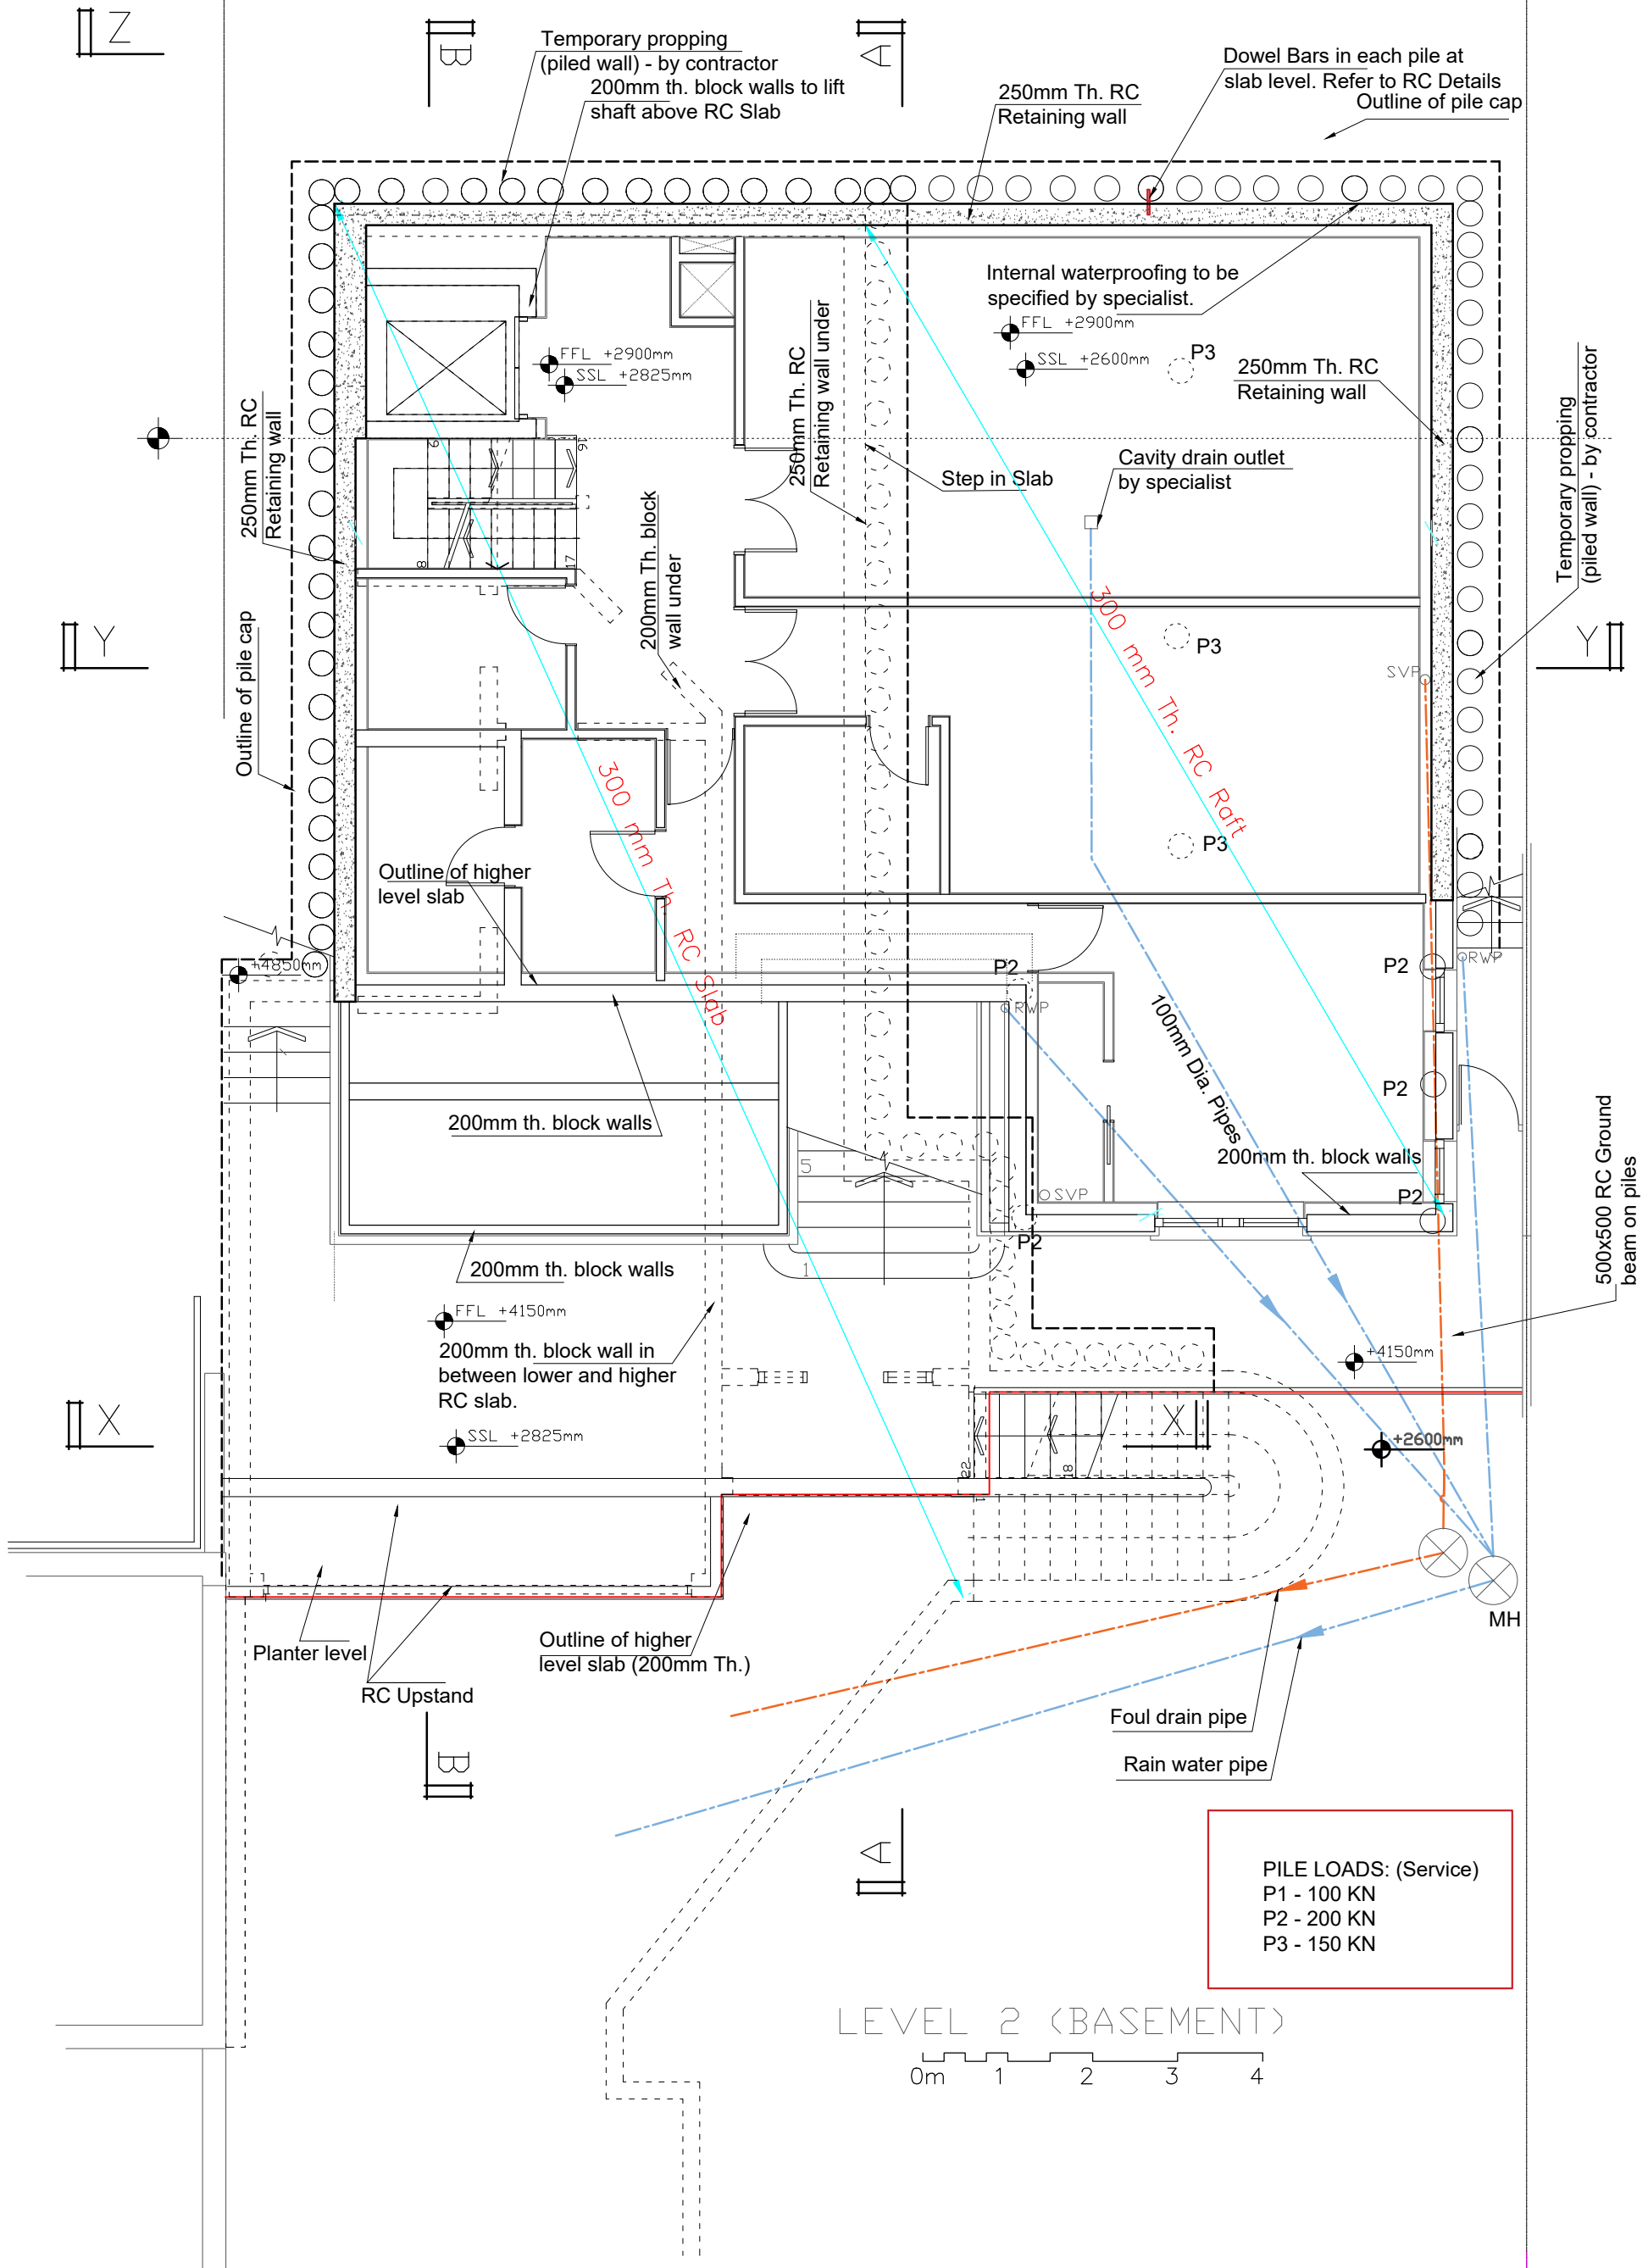 Z
B
A
Temporary propping
(piled wall) - by contractor
200mm th. block walls to lift
shaft above RC Slab
250mm Th. RC
Retaining wall
Dowel Bars in each pile at
slab level. Refer to RC Details
Outline of pile cap
Internal waterproofing to be
specified by specialist.
FFL +2900mm
SSL +2600mm
P3
FFL +2900mm
SSL +2825mm
250mm Th. RC
Retaining wall
250mm Th. RC
Retaining wall under
250mm Th. RC
Retaining wall
Temporary propping
(piled wall) - by contractor
9
16
8
17
Step in Slab
Cavity drain outlet
by specialist
200mm Th. block
wall under
Outline of pile cap
Y
Y
300 mm Th. RC Raft
P3
SVP
300 mm Th. RC Slab
P3
Outline of higher
level slab
+4850mm
P2
RWP
P2
RWP
100mm Dia. Pipes
P2
200mm th. block walls
5
200mm th. block walls
SVP
P2
P2
500x500 RC Ground
beam on piles
1
200mm th. block walls
FFL +4150mm
200mm th. block wall in
between lower and higher
RC slab.
+4150mm
X
X
SSL +2825mm
+2600mm
22
18
1
Planter level
RC Upstand
Outline of higher
level slab (200mm Th.)
MH
Foul drain pipe
Rain water pipe
B
A
PILE LOADS: (Service)
P1 - 100 KN
P2 - 200 KN
P3 - 150 KN
LEVEL 2 (BASEMENT)
0m 1 2 3 4